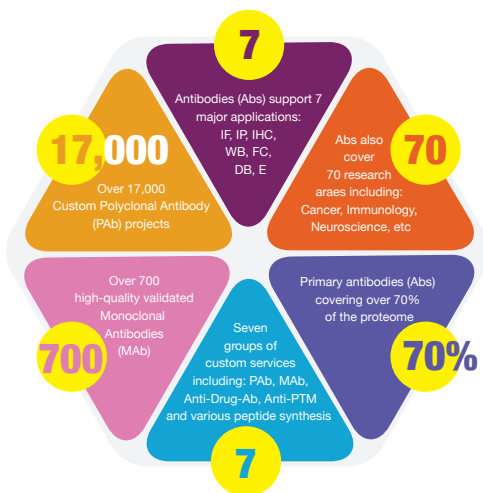 7
Antibodies (Abs) support 7
major applications:
IF, IP, IHC,
WB, FC,
DB, E
70
Abs also
cover
70 research
araes including:
Cancer, Immunology,
Neuroscience, etc
Primary antibodies (Abs)
covering over 70%
of the proteome
70%
Seven
groups of
custom services
including: PAb, MAb,
Anti-Drug-Ab, Anti-PTM
and various peptide synthesis
7
Over 700
high-quality validated
Monoclonal
Antibodies
(MAb)
700
17,000
Over 17,000
Custom Polyclonal Antibody
(PAb) projects